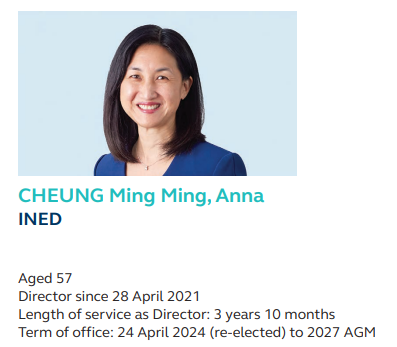 CHEUNG Ming Ming, Anna
INED
Aged 57
Director since 28 April 2021
Length of service as Director: 3 years 10 months
Term of office: 24 April 2024 (re-elected) to 2027 AGM